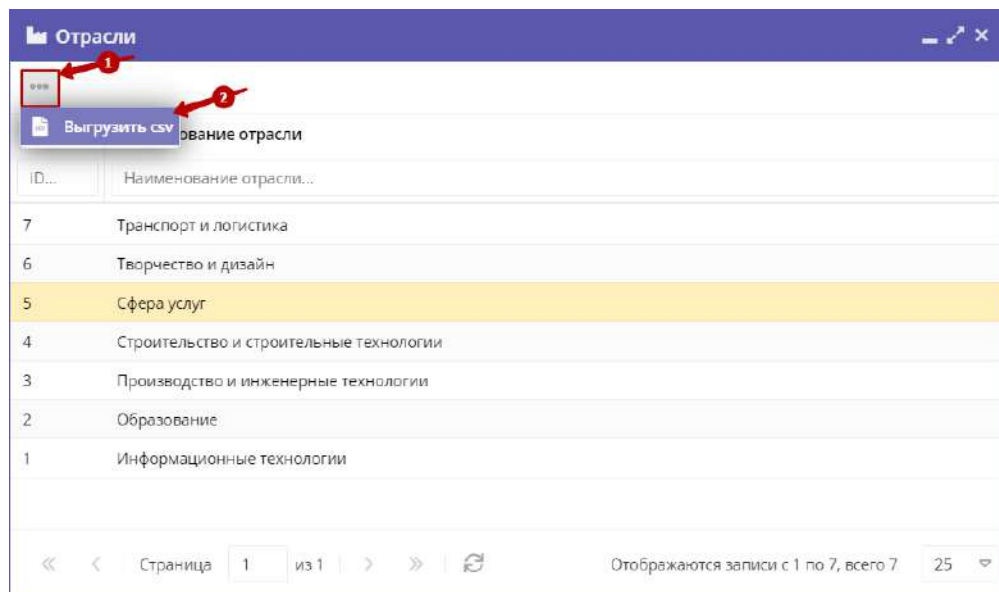 Отрасли
1
2
Выгрузить csv
ование отрасли
ID...
Наименование отрасли...
7 Транспорт и логистика
6 Творчество и дизайн
5 Сфера услуг
4 Строительство и строительные технологии
3 Производство и инженерные технологии
2 Образование
1 Информационные технологии
Страница 1 из 1 Отображаются записи с 1 по 7, всего 7 25